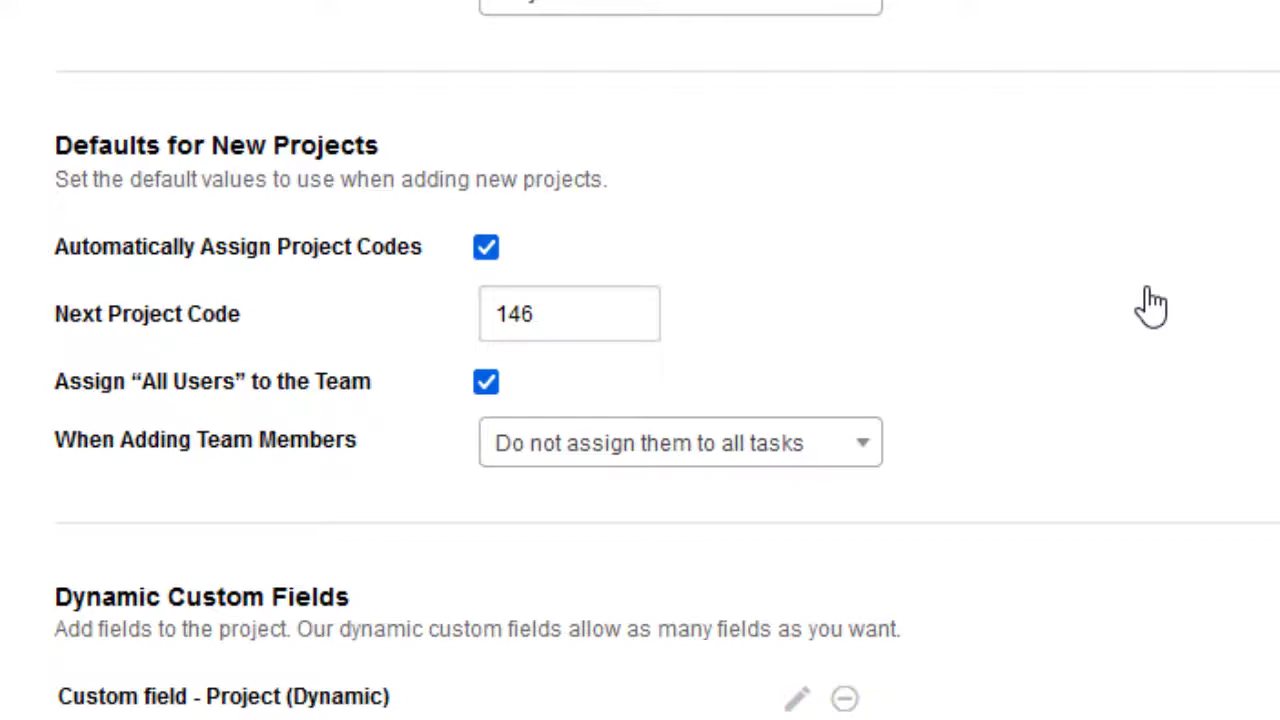 Defaults for New Projects
Set the default values to use when adding new projects.
Automatically Assign Project Codes
Next Project Code 146
Assign “All Users” to the Team
When Adding Team Members Do not assign them to all tasks
Dynamic Custom Fields
Add fields to the project. Our dynamic custom fields allow as many fields as you want.
Custom field - Project (Dynamic)